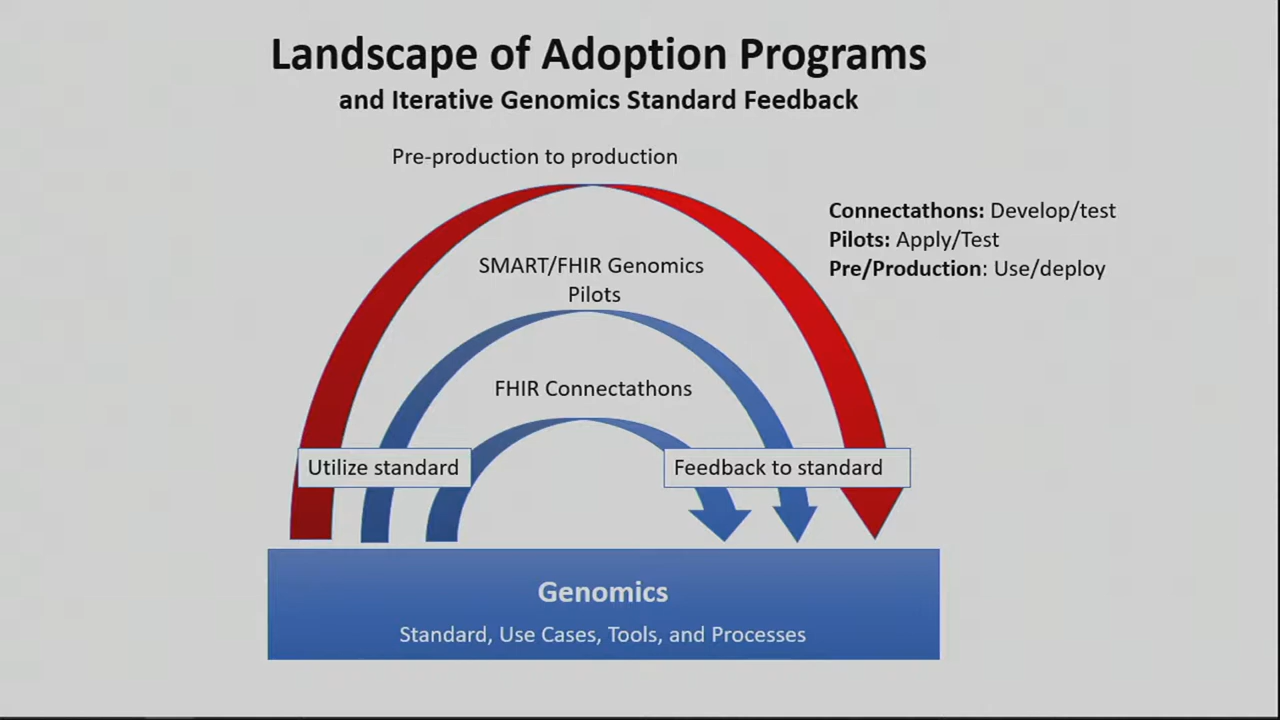 Landscape of Adoption Programs
and Iterative Genomics Standard Feedback
Pre-production to production
Connectathons: Develop/test
Pilots: Apply/Test
Pre/Production: Use/deploy
SMART/FHIR Genomics
Pilots
FHIR Connectathons
Utilize standard
Feedback to standard
Genomics
Standard, Use Cases, Tools, and Processes